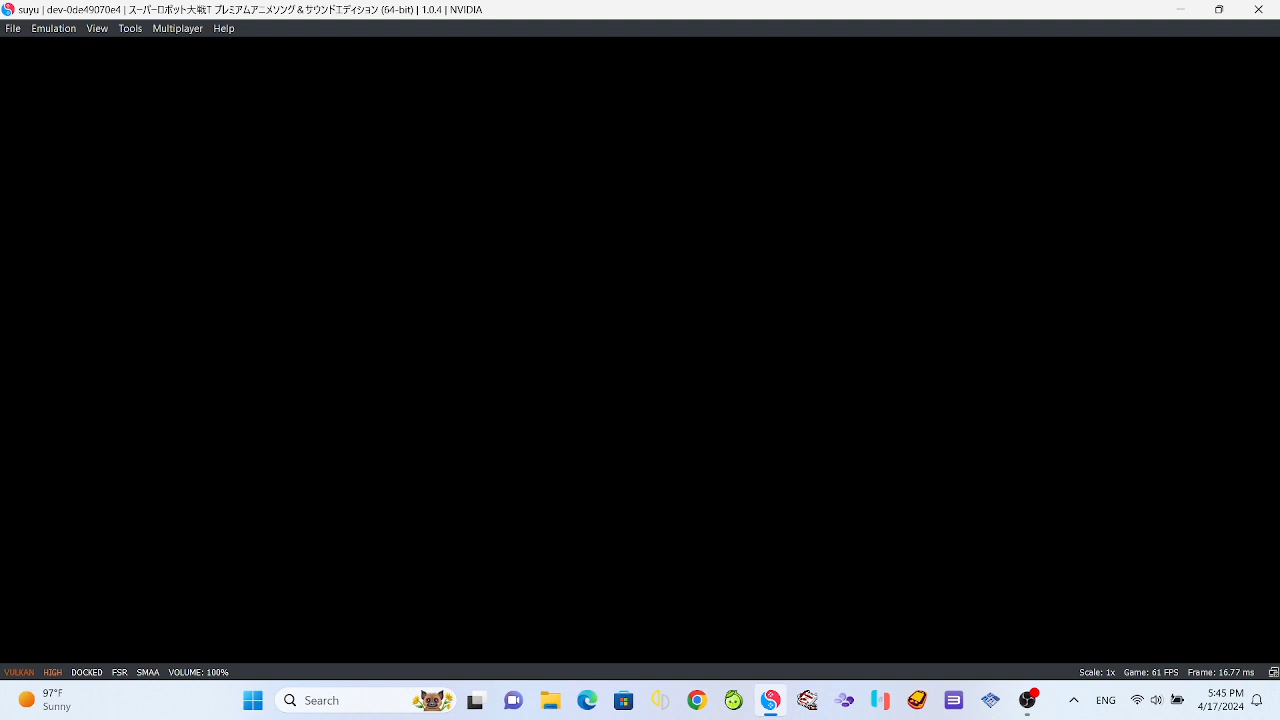 suyu | dev-0de49070e4 | スーパーロボット大戦T プレミアムアニメソング＆サウンドエディション (64-bit) | 1.0.4 | NVIDIA
File Emulation View Tools Multiplayer Help
VULKAN HIGH DOCKED FSR SMAA VOLUME: 100% Scale: 1x Game: 61 FPS Frame: 16.77 ms
97°F
Sunny
Search
ENG
5:45 PM
4/17/2024